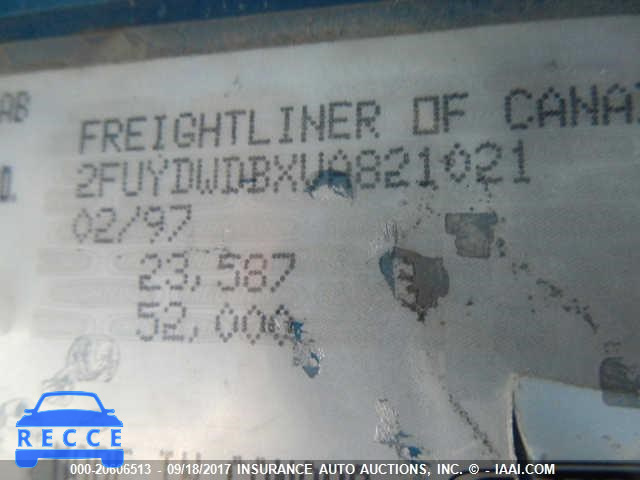 AB
FREIGHTLINER OF CANA
2FUYDWDBXVA821021
02/97
23,587
52,000
RECCE
000-20606513 - 09/18/2017 INSURANCE AUTO AUCTIONS, INC. © - IAAI.COM